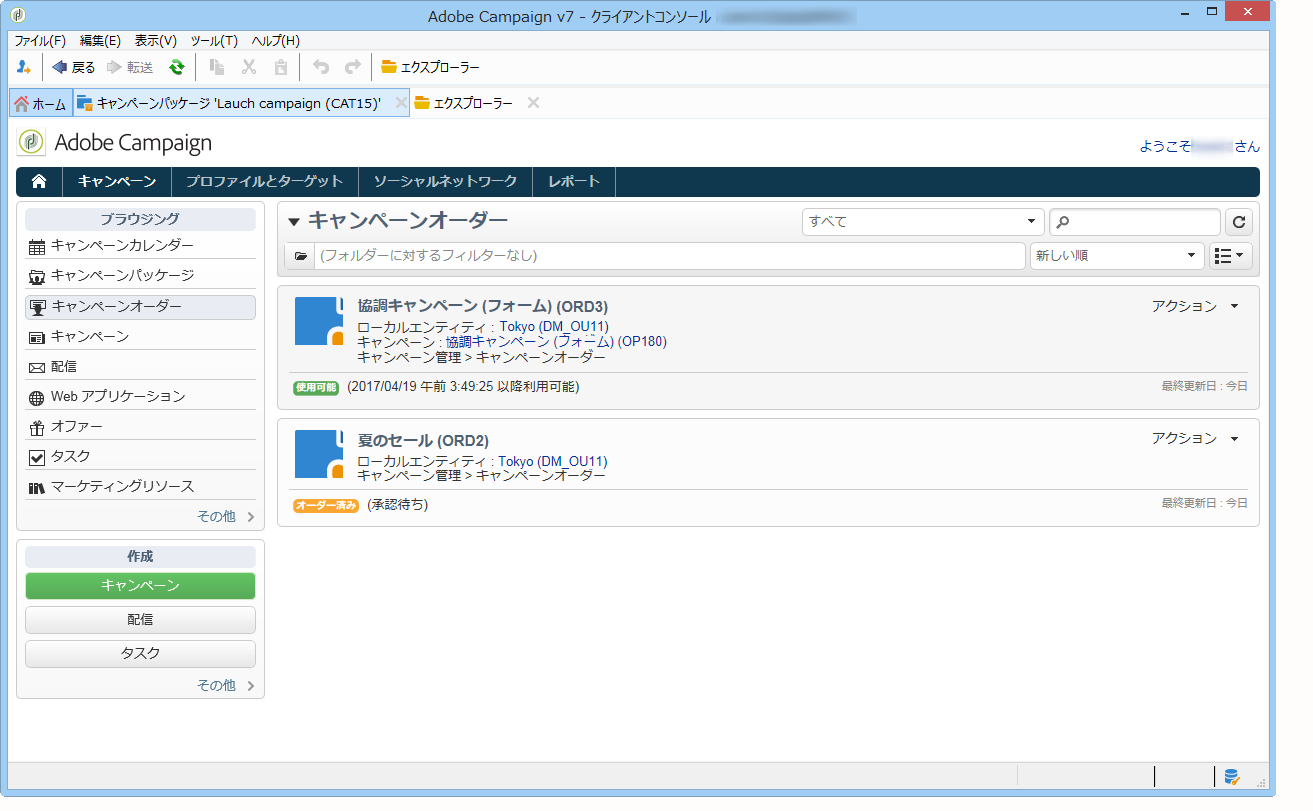 Adobe Campaign v7 - クライアントコンソール
ファイル(F) 編集(E) 表示(V) ツール(T) ヘルプ(H)
戻る 転送 エクスプローラー
ホーム キャンペーンパッケージ 'Lauch campaign (CAT15)' エクスプローラー
Adobe Campaign
ようこそ さん
キャンペーン プロファイルとターゲット ソーシャルネットワーク レポート
ブラウジング
キャンペーンカレンダー
キャンペーンパッケージ
キャンペーンオーダー
キャンペーン
配信
Web アプリケーション
オファー
タスク
マーケティングリソース
その他
作成
キャンペーン
配信
タスク
その他
キャンペーンオーダー すべて
(フォルダーに対するフィルターなし) 新しい順
協調キャンペーン (フォーム) (ORD3) アクション
ローカルエンティティ : Tokyo (DM_OU11)
キャンペーン : 協調キャンペーン (フォーム) (OP180)
キャンペーン管理 > キャンペーンオーダー
使用可能 (2017/04/19 午前 3:49:25 以降利用可能) 最終更新日 : 今日
夏のセール (ORD2) アクション
ローカルエンティティ : Tokyo (DM_OU11)
キャンペーン管理 > キャンペーンオーダー
オーダー済み (承認待ち) 最終更新日 : 今日